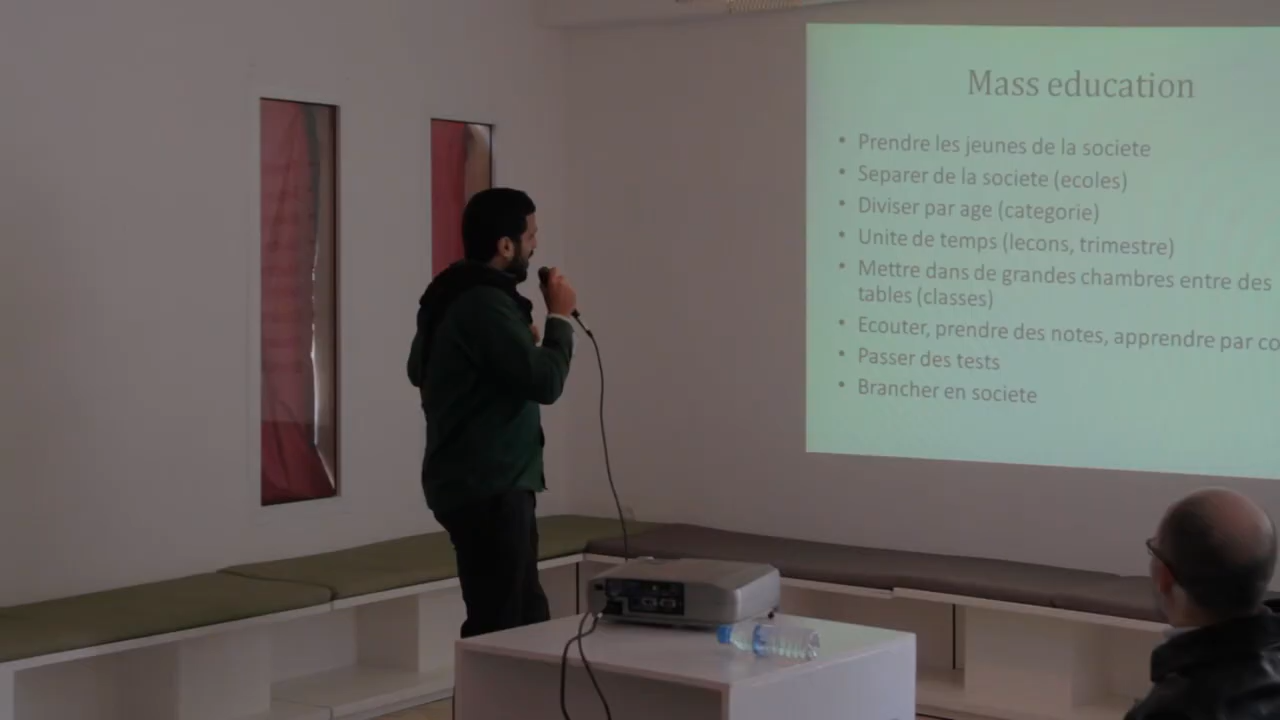 Mass education
• Prendre les jeunes de la societe
• Separer de la societe (ecoles)
• Diviser par age (categorie)
• Unite de temps (lecons, trimestre)
• Mettre dans de grandes chambres entre des
tables (classes)
• Ecouter, prendre des notes, apprendre par
• Passer des tests
• Brancher en societe